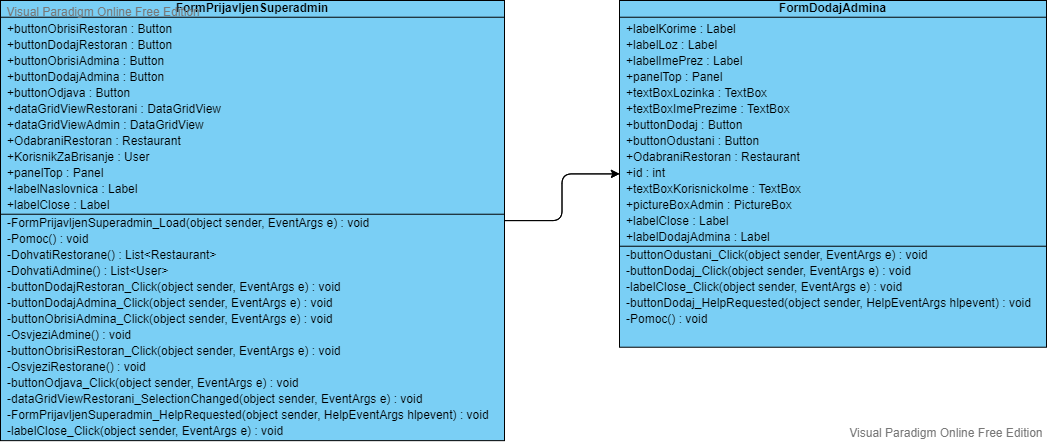 Visual Paradigm Online Free Edition
FormPrijavljenSuperadmin
+buttonObrisiRestoran : Button
+buttonDodajRestoran : Button
+buttonObrisiAdmina : Button
+buttonDodajAdmina : Button
+buttonOdjava : Button
+dataGridViewRestorani : DataGridView
+dataGridViewAdmin : DataGridView
+OdabraniRestoran : Restaurant
+KorisnikZaBrisanje : User
+panelTop : Panel
+labelNaslovnica : Label
+labelClose : Label
-FormPrijavljenSuperadmin_Load(object sender, EventArgs e) : void
-Pomoc() : void
-DohvatiRestorane() : List<Restaurant>
-DohvatiAdmine() : List<User>
-buttonDodajRestoran_Click(object sender, EventArgs e) : void
-buttonDodajAdmina_Click(object sender, EventArgs e) : void
-buttonObrisiAdmina_Click(object sender, EventArgs e) : void
-OsvjeziAdmine() : void
-buttonObrisiRestoran_Click(object sender, EventArgs e) : void
-OsvjeziRestorane() : void
-buttonOdjava_Click(object sender, EventArgs e) : void
-dataGridViewRestorani_SelectionChanged(object sender, EventArgs e) : void
-FormPrijavljenSuperadmin_HelpRequested(object sender, HelpEventArgs hlpevent) : void
-labelClose_Click(object sender, EventArgs e) : void
FormDodajAdmina
+labelKorime : Label
+labelLoz : Label
+labelImePrez : Label
+panelTop : Panel
+textBoxLozinka : TextBox
+textBoxImePrezime : TextBox
+buttonDodaj : Button
+buttonOdustani : Button
+OdabraniRestoran : Restaurant
+id : int
+textBoxKorisnickoIme : TextBox
+pictureBoxAdmin : PictureBox
+labelClose : Label
+labelDodajAdmina : Label
-buttonOdustani_Click(object sender, EventArgs e) : void
-buttonDodaj_Click(object sender, EventArgs e) : void
-labelClose_Click(object sender, EventArgs e) : void
-buttonDodaj_HelpRequested(object sender, HelpEventArgs hlpevent) : void
-Pomoc() : void
Visual Paradigm Online Free Edition